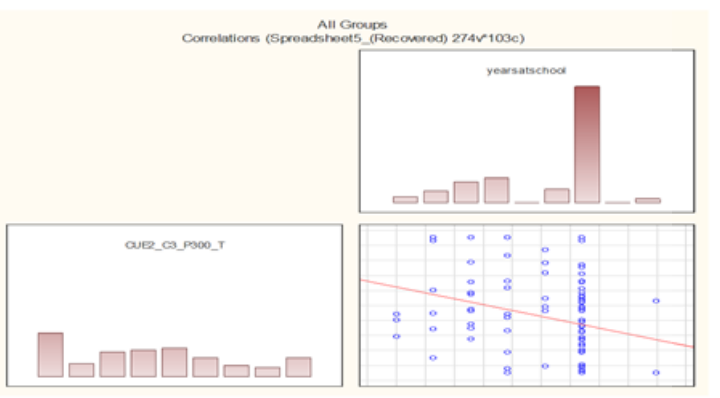 All Groups
Correlations (Spreadsheet5_(Recovered) 274v*103c)
yearsatschool
CUE2_C3_P300_T